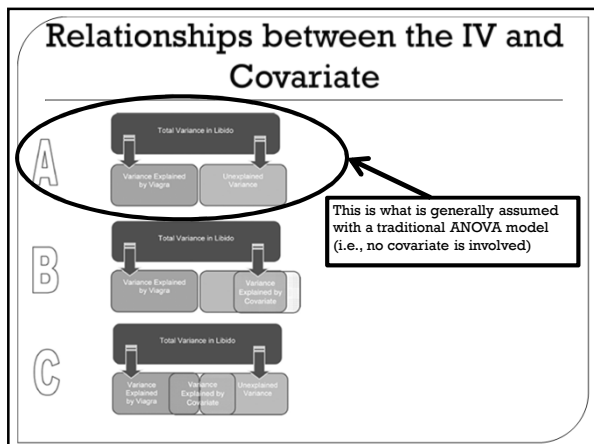 Relationships between the IV and
Covariate
A
Total Variance in Libido
Variance Explained
by Viagra
Unexplained
Variance
This is what is generally assumed
with a traditional ANOVA model
(i.e., no covariate is involved)
B
Total Variance in Libido
Variance Explained
by Viagra
Variance
Explained by
Covariate
C
Total Variance in Libido
Variance
Explained
by Viagra
Variance
Explained by
Covariate
Unexplained
Variance